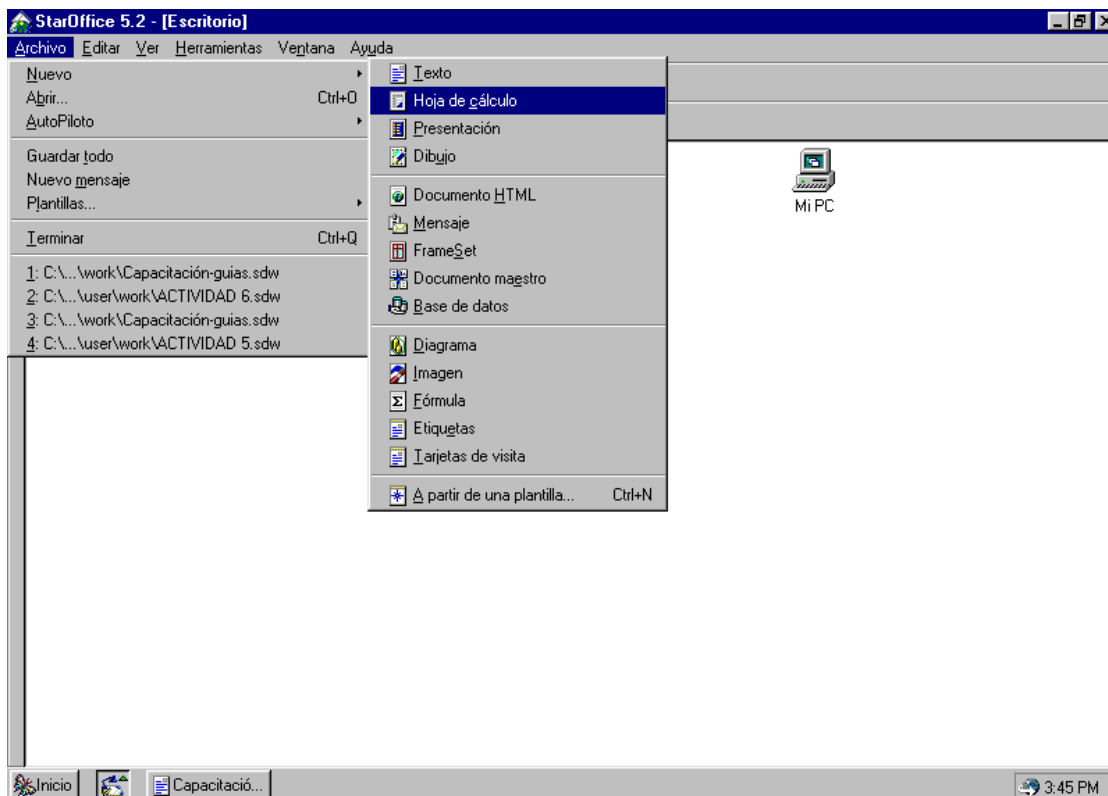 StarOffice 5.2 - [Escritorio]
Archivo Editar Ver Herramientas Ventana Ayuda
Nuevo
Abrir... Ctrl+O
AutoPiloto
Guardar todo
Nuevo mensaje
Plantillas...
Terminar Ctrl+Q
1: C:\...\work\Capacitación-guias.sdw
2: C:\...\user\work\ACTIVIDAD 6.sdw
3: C:\...\work\Capacitación-guias.sdw
4: C:\...\user\work\ACTIVIDAD 5.sdw
Texto
Hoja de cálculo
Presentación
Dibujo
Documento HTML
Mensaje
FrameSet
Documento maestro
Base de datos
Diagrama
Imagen
Fórmula
Etiquetas
Tarjetas de visita
A partir de una plantilla... Ctrl+N
Mi PC
Inicio
Capacitació...
3:45 PM